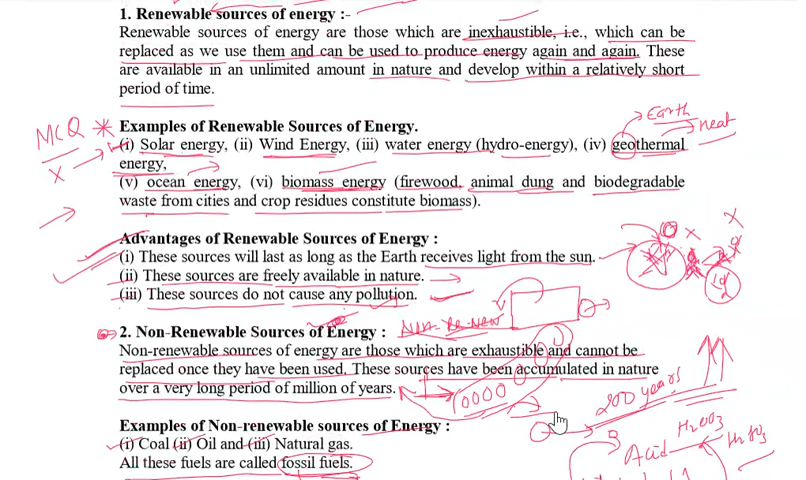 1. Renewable sources of energy :-
Renewable sources of energy are those which are inexhaustible, i.e., which can be
replaced as we use them and can be used to produce energy again and again. These
are available in an unlimited amount in nature and develop within a relatively short
period of time.
Earth
heat
MCQ
X
Examples of Renewable Sources of Energy.
(i) Solar energy, (ii) Wind Energy, (iii) water energy (hydro-energy), (iv) geothermal
energy,
(v) ocean energy, (vi) biomass energy (firewood, animal dung and biodegradable
waste from cities and crop residues constitute biomass).
Advantages of Renewable Sources of Energy :
(i) These sources will last as long as the Earth receives light from the sun.
(ii) These sources are freely available in nature.
(iii) These sources do not cause any pollution.
2. Non-Renewable Sources of Energy :
Non-Re-new
Non-renewable sources of energy are those which are exhaustible and cannot be
replaced once they have been used. These sources have been accumulated in nature
over a very long period of million of years.
10000
200 years
Examples of Non-renewable sources of Energy :
(i) Coal (ii) Oil and (iii) Natural gas.
All these fuels are called fossil fuels.
Acid